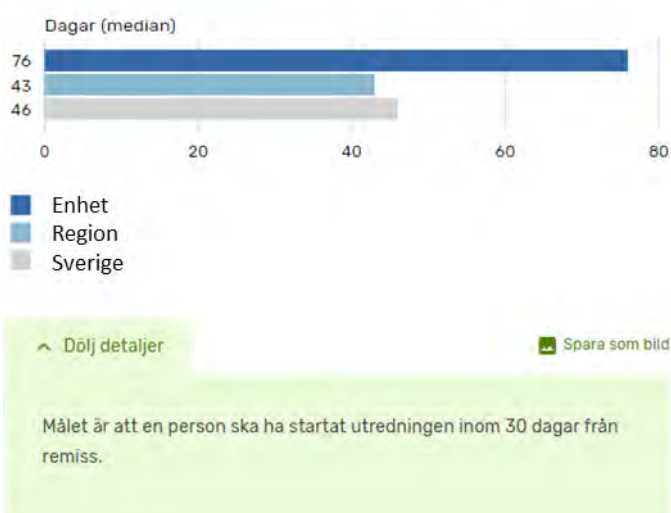 Dagar (median)
76
43
46
0 20 40 60 80
Enhet
Region
Sverige
Dölj detaljer
Spara som bild
Målet är att en person ska ha startat utredningen inom 30 dagar från
remiss.